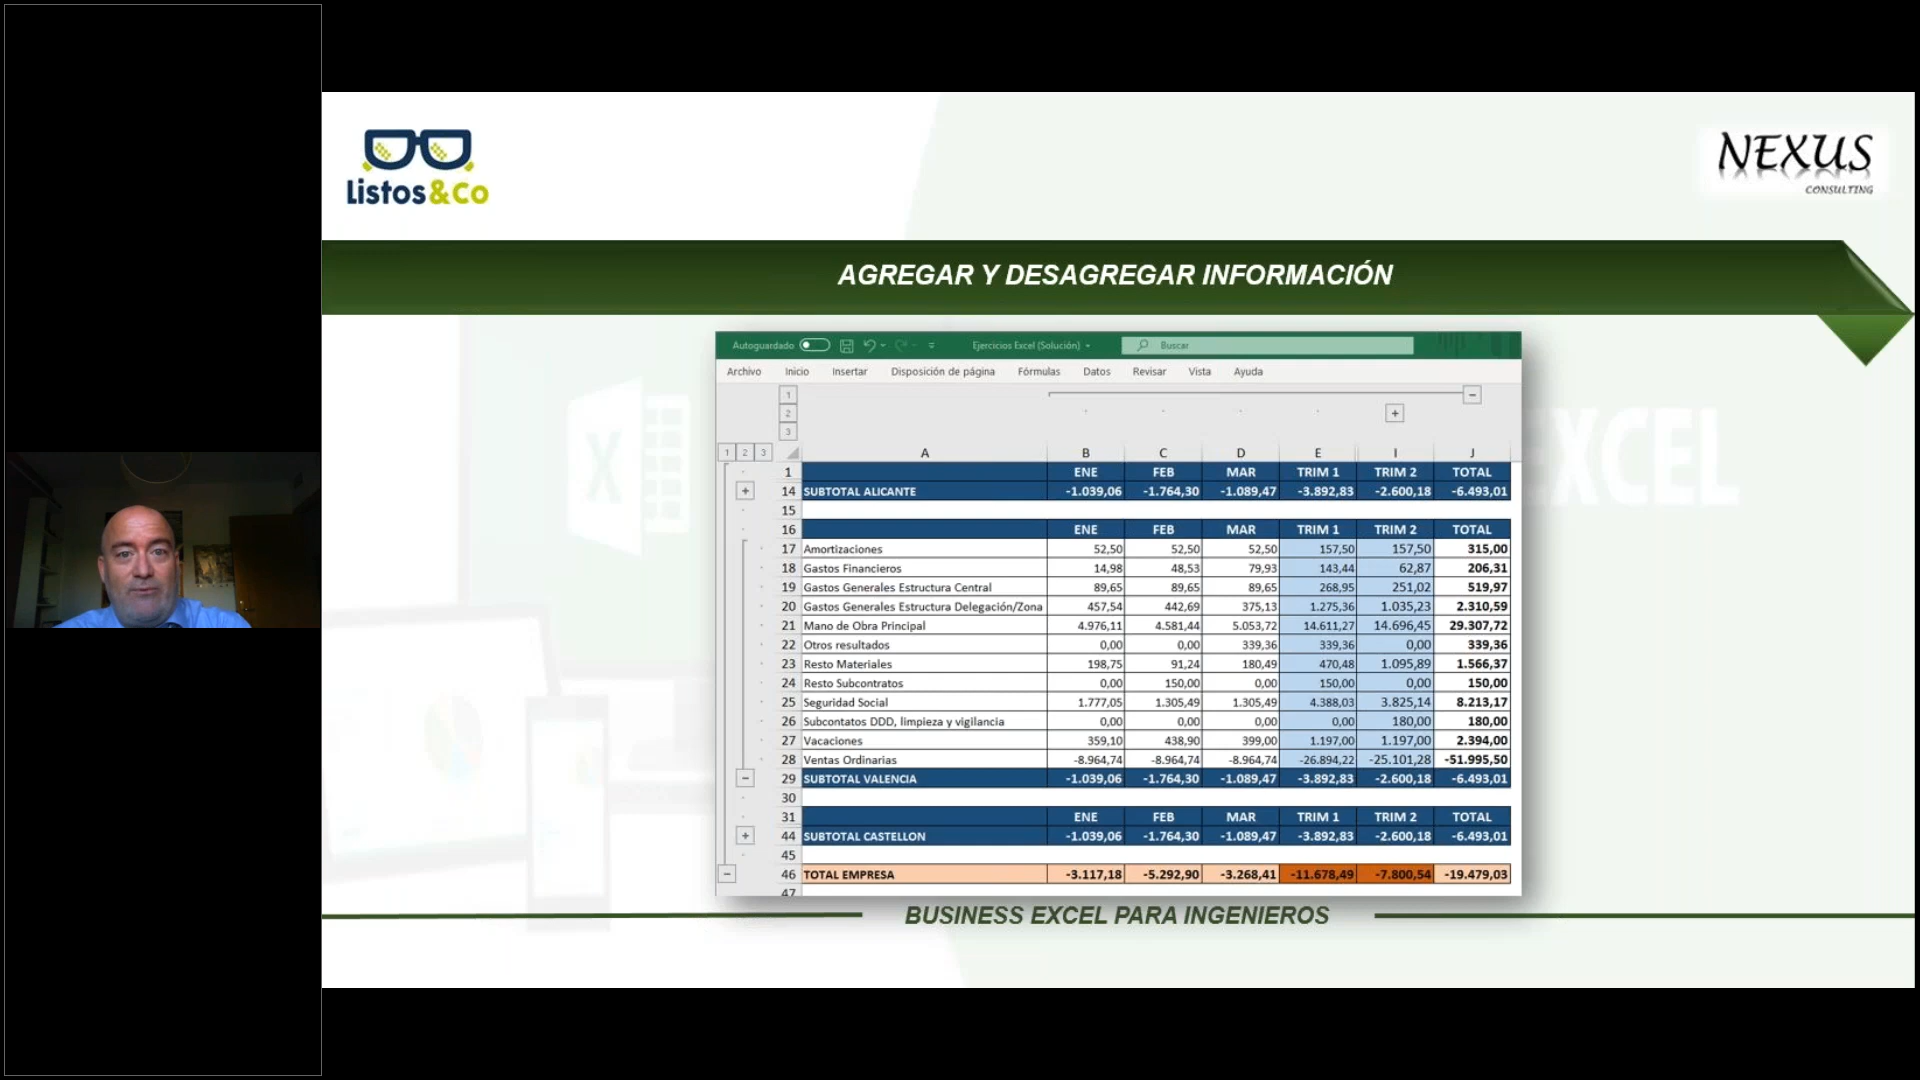 Listos&Co
NEXUS
CONSULTING
AGREGAR Y DESAGREGAR INFORMACIÓN
Autoguardado Ejercicios Excel (Solución) Buscar
Archivo Inicio Insertar Disposición de página Fórmulas Datos Revisar Vista Ayuda
1
2
3
1 2 3 A B C D E I J
1 ENE FEB MAR TRIM 1 TRIM 2 TOTAL
14 SUBTOTAL ALICANTE -1.039,06 -1.764,30 -1.089,47 -3.892,83 -2.600,18 -6.493,01
15
16 ENE FEB MAR TRIM 1 TRIM 2 TOTAL
17 Amortizaciones 52,50 52,50 52,50 157,50 157,50 315,00
18 Gastos Financieros 14,98 48,53 79,93 143,44 62,87 206,31
19 Gastos Generales Estructura Central 89,65 89,65 89,65 268,95 251,02 519,97
20 Gastos Generales Estructura Delegación/Zona 457,54 442,69 375,13 1.275,36 1.035,23 2.310,59
21 Mano de Obra Principal 4.976,11 4.581,44 5.053,72 14.611,27 14.696,45 29.307,72
22 Otros resultados 0,00 0,00 339,36 339,36 0,00 339,36
23 Resto Materiales 198,75 91,24 180,49 470,48 1.095,89 1.566,37
24 Resto Subcontratos 0,00 150,00 0,00 150,00 0,00 150,00
25 Seguridad Social 1.777,05 1.305,49 1.305,49 4.388,03 3.825,14 8.213,17
26 Subcontatos DDD, limpieza y vigilancia 0,00 0,00 0,00 0,00 180,00 180,00
27 Vacaciones 359,10 438,90 399,00 1.197,00 1.197,00 2.394,00
28 Ventas Ordinarias -8.964,74 -8.964,74 -8.964,74 -26.894,22 -25.101,28 -51.995,50
29 SUBTOTAL VALENCIA -1.039,06 -1.764,30 -1.089,47 -3.892,83 -2.600,18 -6.493,01
30
31 ENE FEB MAR TRIM 1 TRIM 2 TOTAL
44 SUBTOTAL CASTELLON -1.039,06 -1.764,30 -1.089,47 -3.892,83 -2.600,18 -6.493,01
45
46 TOTAL EMPRESA -3.117,18 -5.292,90 -3.268,41 -11.678,49 -7.800,54 -19.479,03
47
X EXCEL
BUSINESS EXCEL PARA INGENIEROS